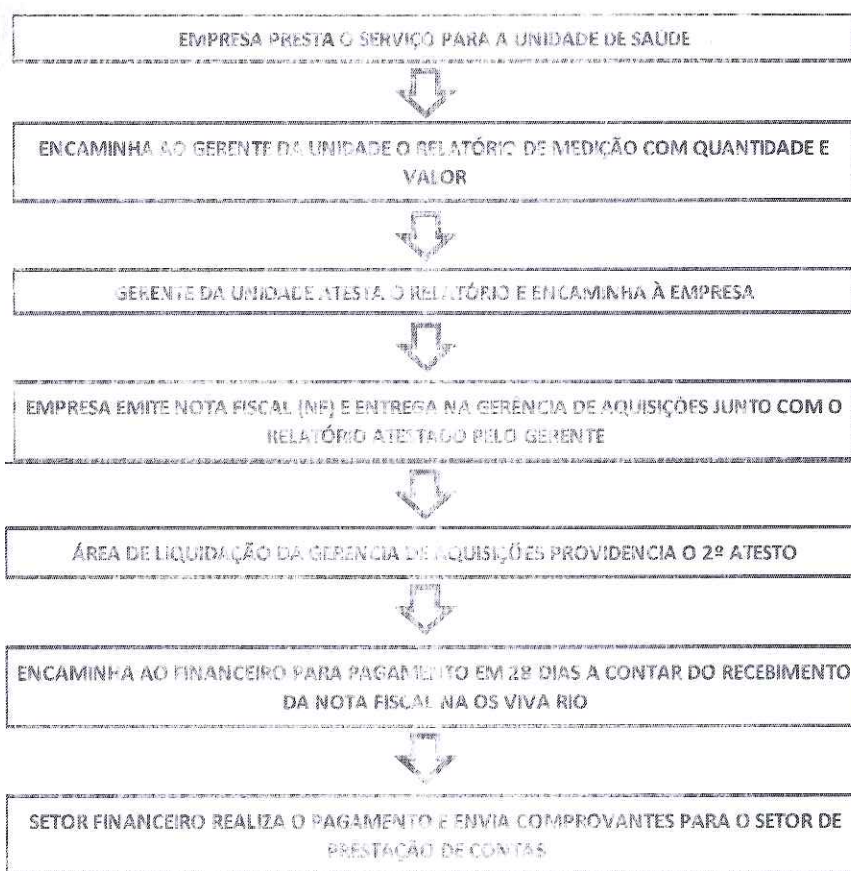 EMPRESA PRESTA O SERVIÇO PARA A UNIDADE DE SAÚDE
ENCAMINHA AO GERENTE DA UNIDADE O RELATÓRIO DE MEDIÇÃO COM QUANTIDADE E
VALOR
GERENTE DA UNIDADE ATESTA O RELATÓRIO E ENCAMINHA À EMPRESA
EMPRESA EMITE NOTA FISCAL (NF) E ENTREGA NA GERÊNCIA DE AQUISIÇÕES JUNTO COM O
RELATÓRIO ATESTADO PELO GERENTE
ÁREA DE LIQUIDAÇÃO DA GERENCIA DE AQUISIÇÕES PROVIDENCIA O 2º ATESTO
ENCAMINHA AO FINANCEIRO PARA PAGAMENTO EM 28 DIAS A CONTAR DO RECEBIMENTO
DA NOTA FISCAL NA OS VIVA RIO
SETOR FINANCEIRO REALIZA O PAGAMENTO E ENVIA COMPROVANTES PARA O SETOR DE
PRESTAÇÃO DE CONTAS